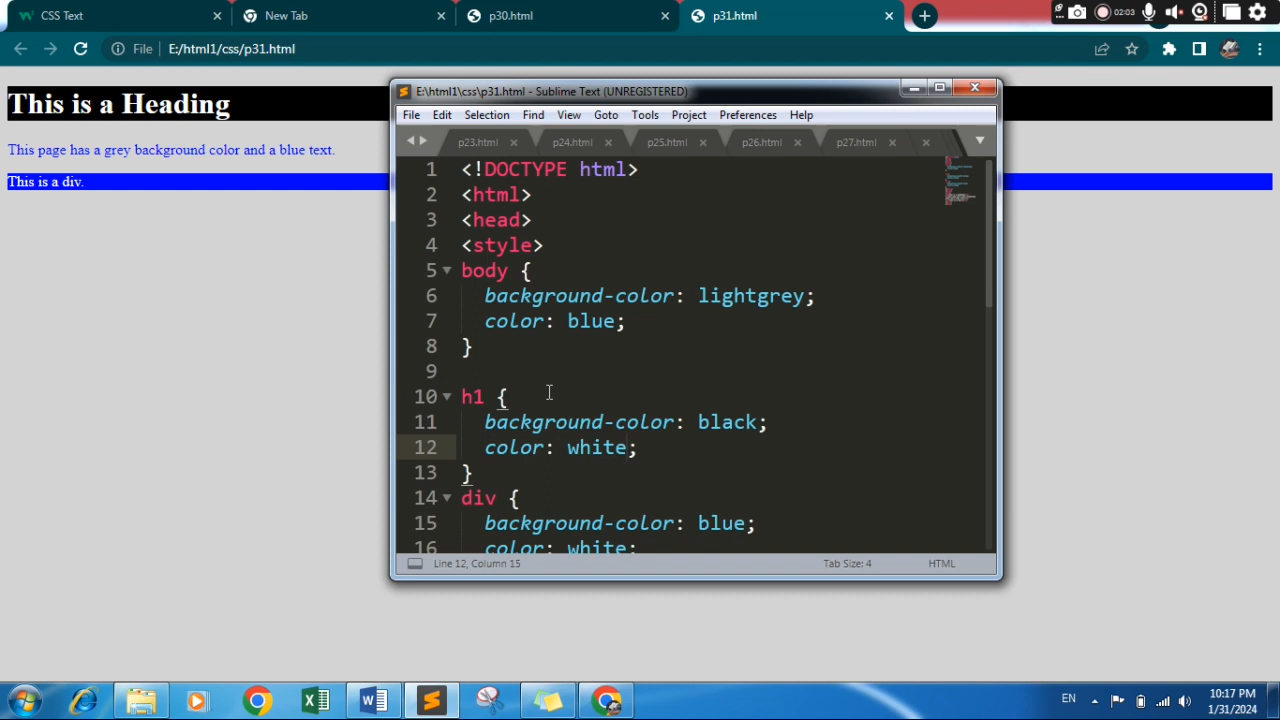 CSS Text
New Tab
p30.html
p31.html
02:03
File
E:/html1/css/p31.html
This is a Heading
This page has a grey background color and a blue text.
This is a div.
E:\html1\css\p31.html - Sublime Text (UNREGISTERED)
File Edit Selection Find View Goto Tools Project Preferences Help
p23.html p24.html p25.html p26.html p27.html
1 <!DOCTYPE html>
2 <html>
3 <head>
4 <style>
5 body {
6 background-color: lightgrey;
7 color: blue;
8 }
9
10 h1 {
11 background-color: black;
12 color: white;
13 }
14 div {
15 background-color: blue;
16 color: white;
Line 12, Column 15
Tab Size: 4
HTML
EN
10:17 PM
1/31/2024